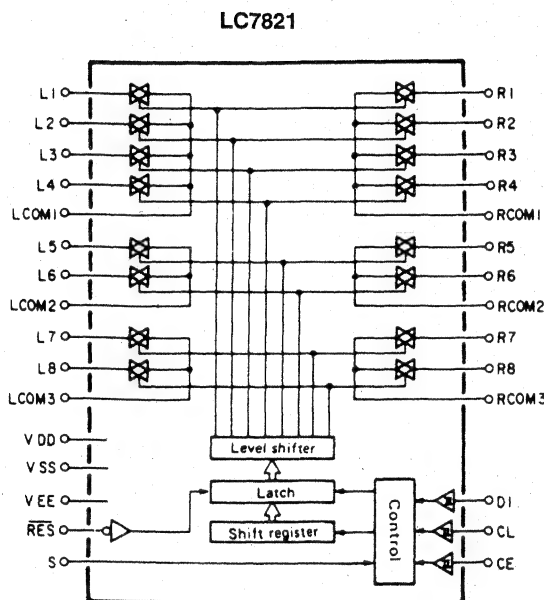 LC7821
L1 R1
L2 R2
L3 R3
L4 R4
LCOM1 RCOM1
L5 R5
L6 R6
LCOM2 RCOM2
L7 R7
L8 R8
LCOM3 RCOM3
VDD
Level shifter
VSS
Latch
VEE
Control
DI
RES
Shift register
CL
S
CE